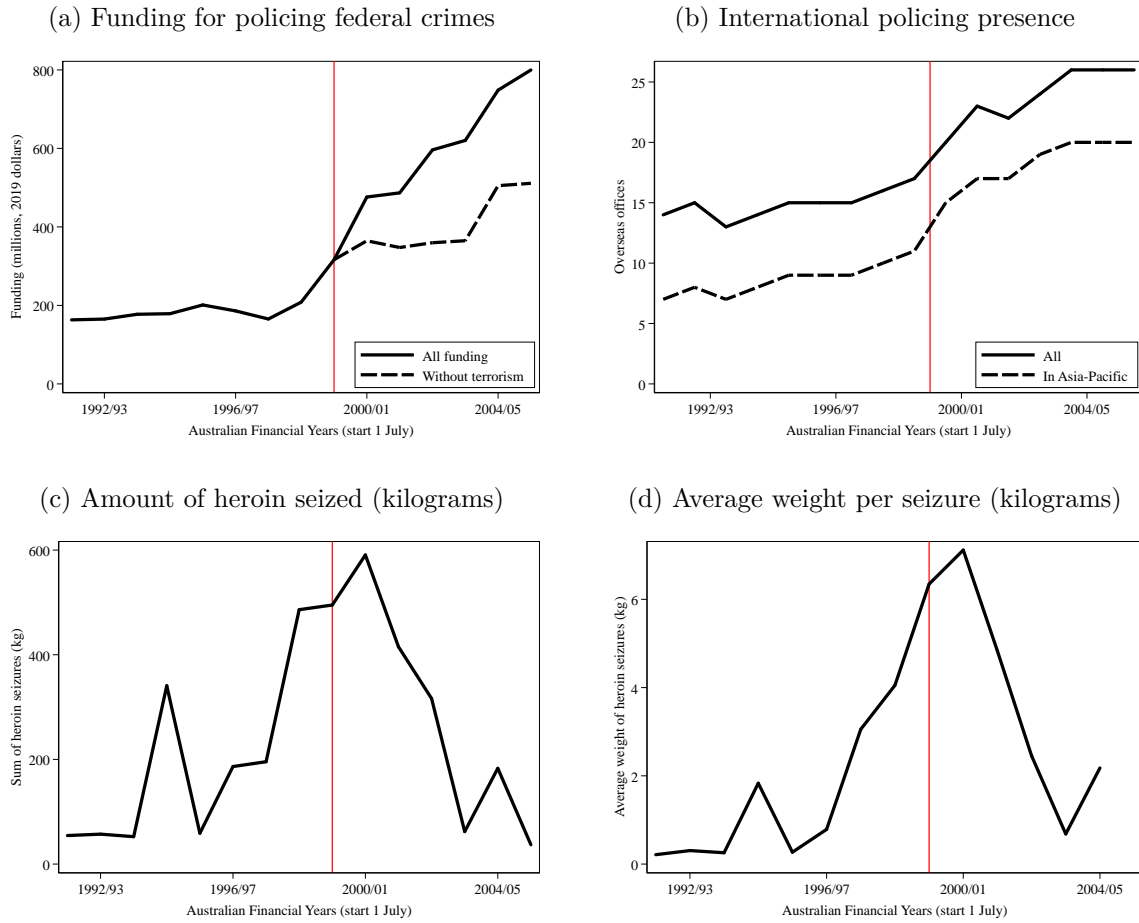 (a) Funding for policing federal crimes
Funding (millions, 2019 dollars)
800
600
400
200
0
All funding
Without terrorism
1992/93 1996/97 2000/01 2004/05
Australian Financial Years (start 1 July)
(b) International policing presence
Overseas offices
25
20
15
10
5
0
All
In Asia-Pacific
1992/93 1996/97 2000/01 2004/05
Australian Financial Years (start 1 July)
(c) Amount of heroin seized (kilograms)
Sum of heroin seizures (kg)
600
400
200
0
1992/93 1996/97 2000/01 2004/05
Australian Financial Years (start 1 July)
(d) Average weight per seizure (kilograms)
Average weight of heroin seizures (kg)
6
4
2
0
1992/93 1996/97 2000/01 2004/05
Australian Financial Years (start 1 July)